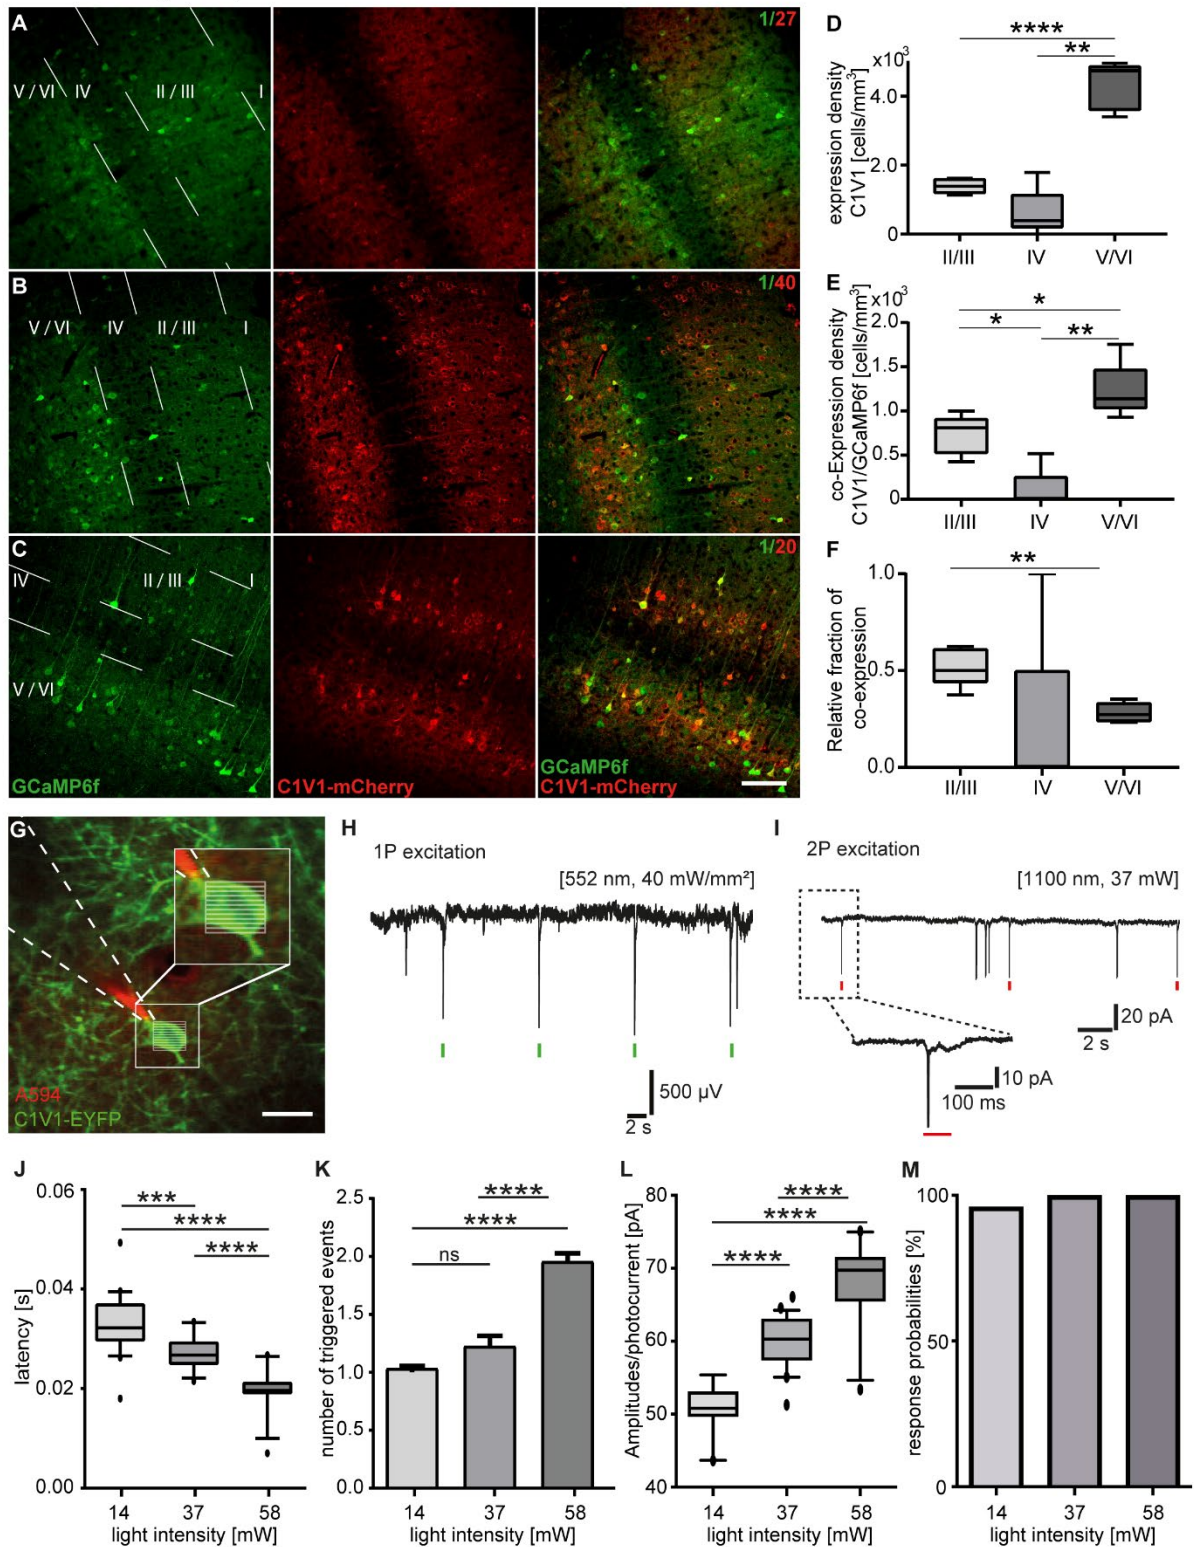 A
V / VI
IV
II / III
I
1/27
B
V / VI
IV
II / III
I
1/40
C
IV
II / III
I
V / VI
1/20
GCaMP6f
C1V1-mCherry
GCaMP6f
C1V1-mCherry
D
****
**
x10³
expression density
C1V1 [cells/mm³]
4.0
2.0
0
II/III
IV
V/VI
E
x10³
*
*
**
co-Expression density
C1V1/GCaMP6f [cells/mm³]
2.0
1.5
1.0
0.5
0
II/III
IV
V/VI
F
**
Relative fraction of
co-expression
1.0
0.5
0.0
II/III
IV
V/VI
G
A594
C1V1-EYFP
H
1P excitation
[552 nm, 40 mW/mm²]
500 µV
2 s
I
2P excitation
[1100 nm, 37 mW]
20 pA
2 s
10 pA
100 ms
J
***
****
****
latency [s]
0.06
0.04
0.02
0.00
14
37
58
light intensity [mW]
K
****
****
ns
number of triggered events
2.5
2.0
1.5
1.0
0.5
0.0
14
37
58
light intensity [mW]
L
****
****
****
Amplitudes/photocurrent [pA]
80
70
60
50
40
14
37
58
light intensity [mW]
M
response probabilities [%]
100
50
0
14
37
58
light intensity [mW]